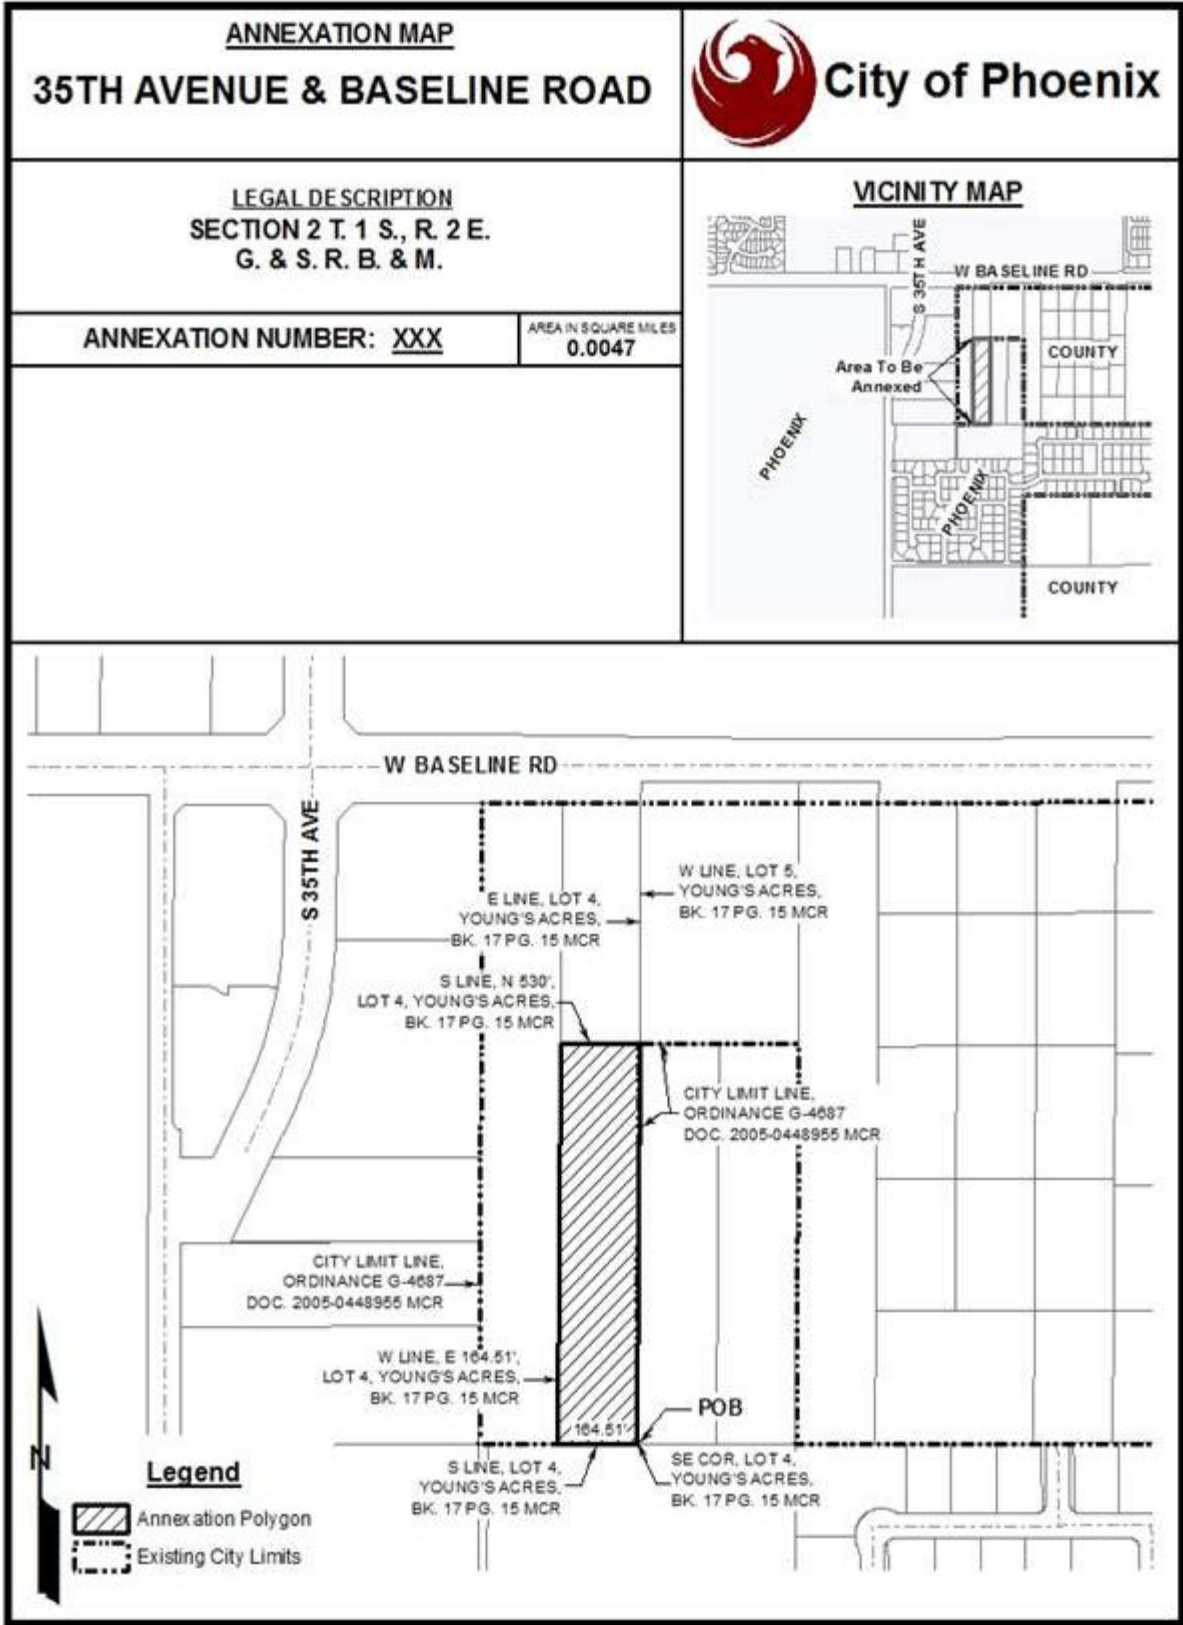 ANNEXATION MAP
35TH AVENUE & BASELINE ROAD
City of Phoenix
LEGAL DESCRIPTION
SECTION 2 T. 1 S., R. 2 E.
G. & S. R. B. & M.
ANNEXATION NUMBER: XXX
AREA IN SQUARE MILES
0.0047
VICINITY MAP
S 35TH AVE
W BASELINE RD
COUNTY
Area To Be
Annexed
PHOENIX
PHOENIX
COUNTY
W BASELINE RD
S 35TH AVE
W LINE, LOT 5,
YOUNG'S ACRES,
BK. 17 PG. 15 MCR
E LINE, LOT 4,
YOUNG'S ACRES,
BK. 17 PG. 15 MCR
S LINE, N 530',
LOT 4, YOUNG'S ACRES,
BK. 17 PG. 15 MCR
CITY LIMIT LINE,
ORDINANCE G-4687
DOC. 2005-0448955 MCR
CITY LIMIT LINE,
ORDINANCE G-4687
DOC. 2005-0448955 MCR
W LINE, E 164.51',
LOT 4, YOUNG'S ACRES,
BK. 17 PG. 15 MCR
164.51'
POB
S LINE, LOT 4,
YOUNG'S ACRES,
BK. 17 PG. 15 MCR
SE COR, LOT 4,
YOUNG'S ACRES,
BK. 17 PG. 15 MCR
N
Legend
Annexation Polygon
Existing City Limits